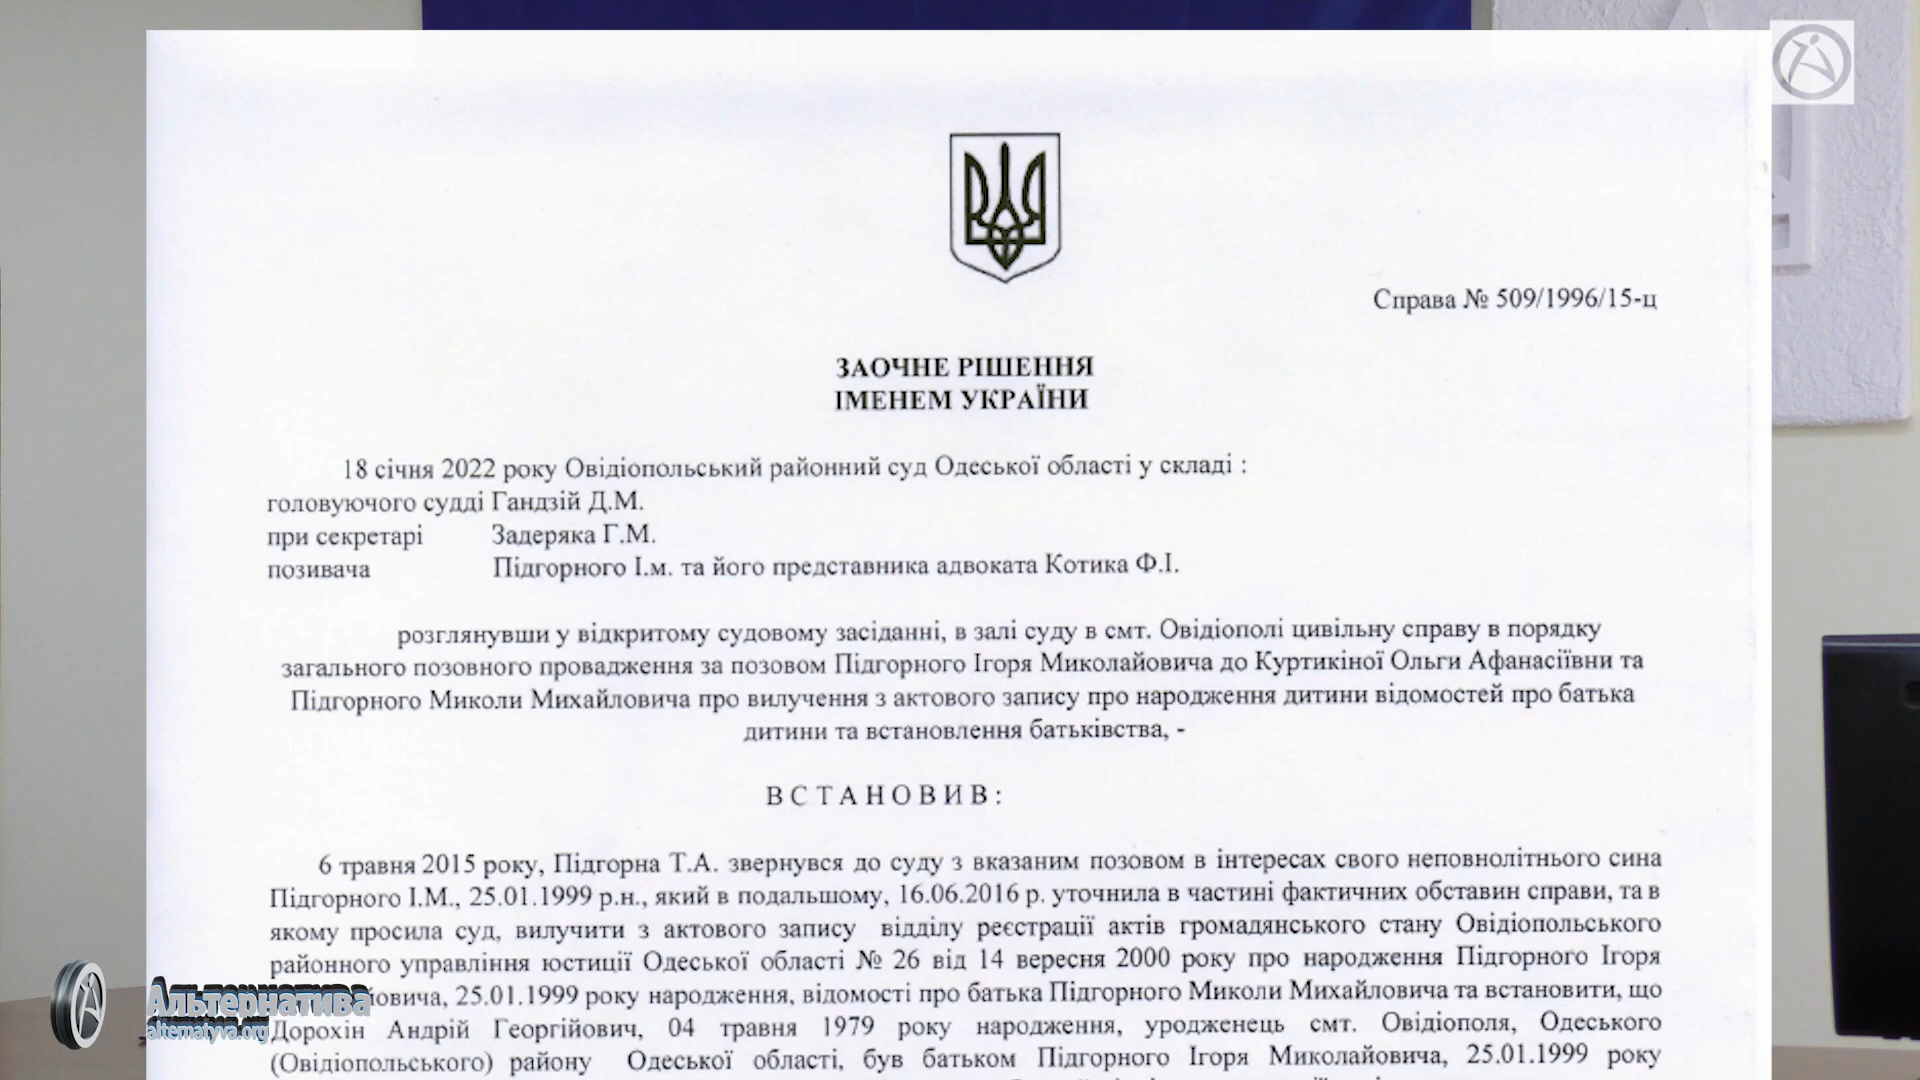 Справа № 509/1996/15-ц
ЗАОЧНЕ РІШЕННЯ
ІМЕНЕМ УКРАЇНИ
18 січня 2022 року Овідіопольський районний суд Одеської області у складі :
головуючого судді Гандзій Д.М.
при секретарі Задеряка Г.М.
позивача Підгорного І.м. та його представника адвоката Котика Ф.І.
розглянувши у відкритому судовому засіданні, в залі суду в смт. Овідіополі цивільну справу в порядку
загального позовного провадження за позовом Підгорного Ігоря Миколайовича до Куртикіної Ольги Афанасіївни та
Підгорного Миколи Михайловича про вилучення з актового запису про народження дитини відомостей про батька
дитини та встановлення батьківства, -
В С Т А Н О В И В :
6 травня 2015 року, Підгорна Т.А. звернувся до суду з вказаним позовом в інтересах свого неповнолітнього сина
Підгорного І.М., 25.01.1999 р.н., який в подальшому, 16.06.2016 р. уточнила в частині фактичних обставин справи, та в
якому просила суд, вилучити з актового запису відділу реєстрації актів громадянського стану Овідіопольського
районного управління юстиції Одеської області № 26 від 14 вересня 2000 року про народження Підгорного Ігоря
йовича, 25.01.1999 року народження, відомості про батька Підгорного Миколи Михайловича та встановити, що
Дорохін Андрій Георгійович, 04 травня 1979 року народження, уродженець смт. Овідіополя, Одеського
(Овідіопольського) району Одеської області, був батьком Підгорного Ігоря Миколайовича, 25.01.1999 року
Альтернатива
alternatyva.org